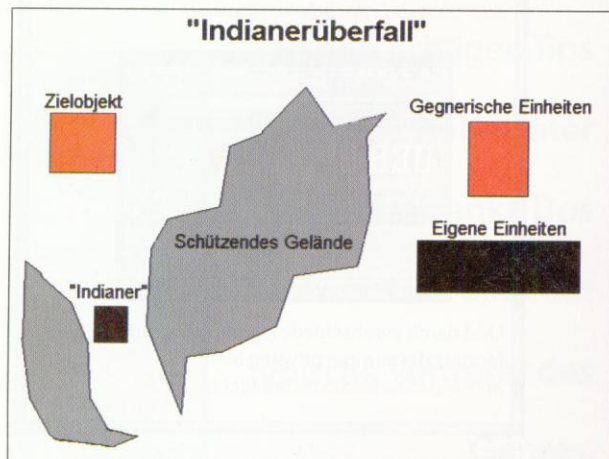 "Indianerüberfall"
Zielobjekt
Gegnerische Einheiten
Schützendes Gelände
Eigene Einheiten
"Indianer"